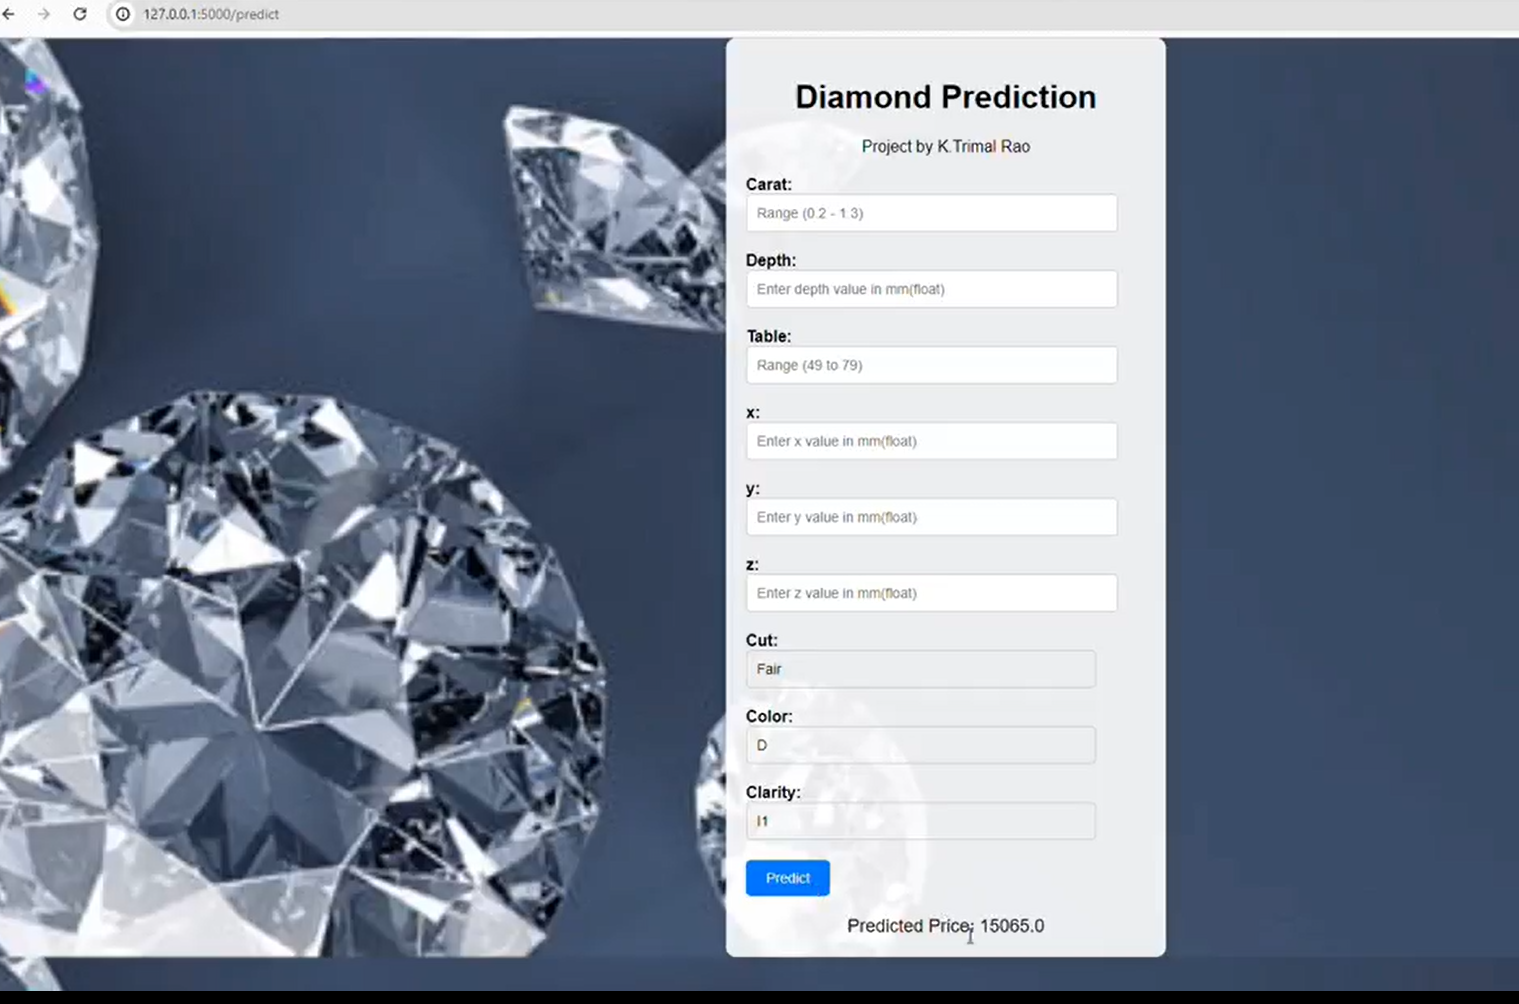 127.0.0.1:5000/predict
Diamond Prediction
Project by K.Trimal Rao
Carat:
Range (0.2 - 1.3)
Depth:
Enter depth value in mm(float)
Table:
Range (49 to 79)
x:
Enter x value in mm(float)
y:
Enter y value in mm(float)
z:
Enter z value in mm(float)
Cut:
Fair
Color:
D
Clarity:
I1
Predict
Predicted Price: 15065.0